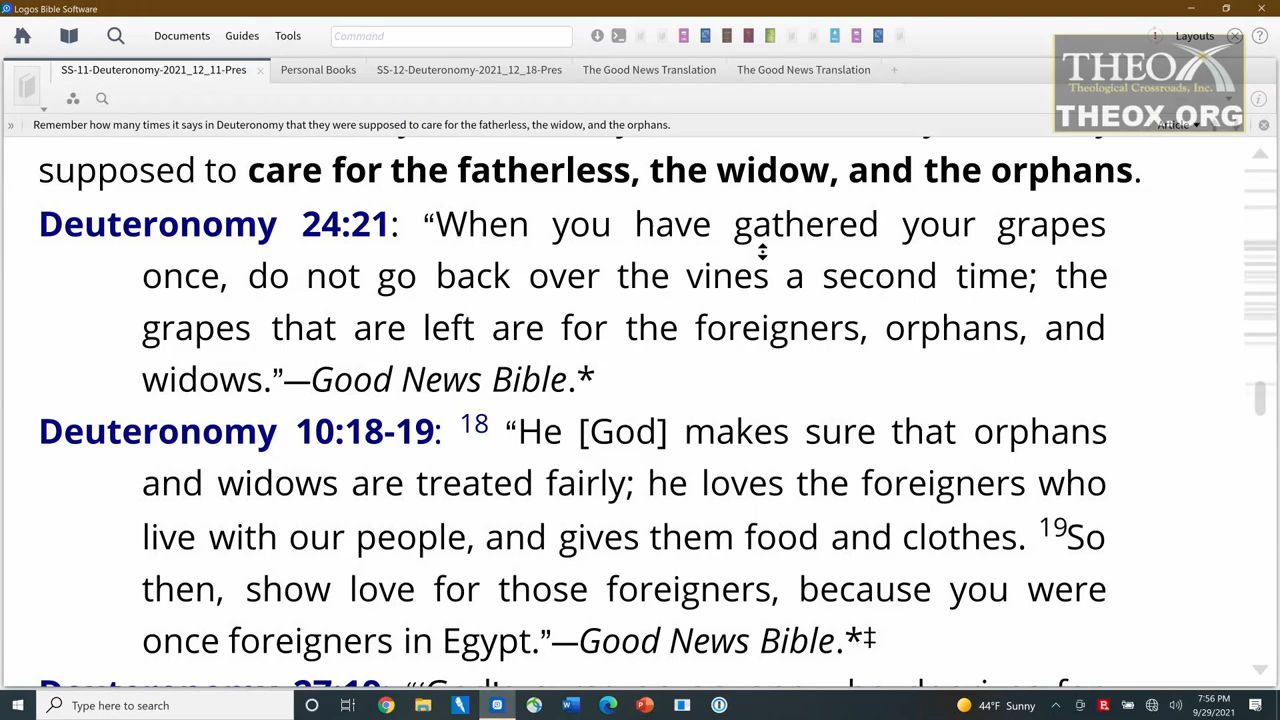 Logos Bible Software
Documents Guides Tools Command Layouts
SS-11-Deuteronomy-2021_12_11-Pres Personal Books SS-12-Deuteronomy-2021_12_18-Pres The Good News Translation The Good News Translation
THEOX
Theological Crossroads, Inc.
THEOX.ORG
Remember how many times it says in Deuteronomy that they were supposed to care for the fatherless, the widow, and the orphans. Article
supposed to care for the fatherless, the widow, and the orphans.
Deuteronomy 24:21: “When you have gathered your grapes
once, do not go back over the vines a second time; the
grapes that are left are for the foreigners, orphans, and
widows.”—Good News Bible.*
Deuteronomy 10:18-19: 18 “He [God] makes sure that orphans
and widows are treated fairly; he loves the foreigners who
live with our people, and gives them food and clothes. 19So
then, show love for those foreigners, because you were
once foreigners in Egypt.”—Good News Bible.*‡
Type here to search
44°F Sunny
7:56 PM
9/29/2021